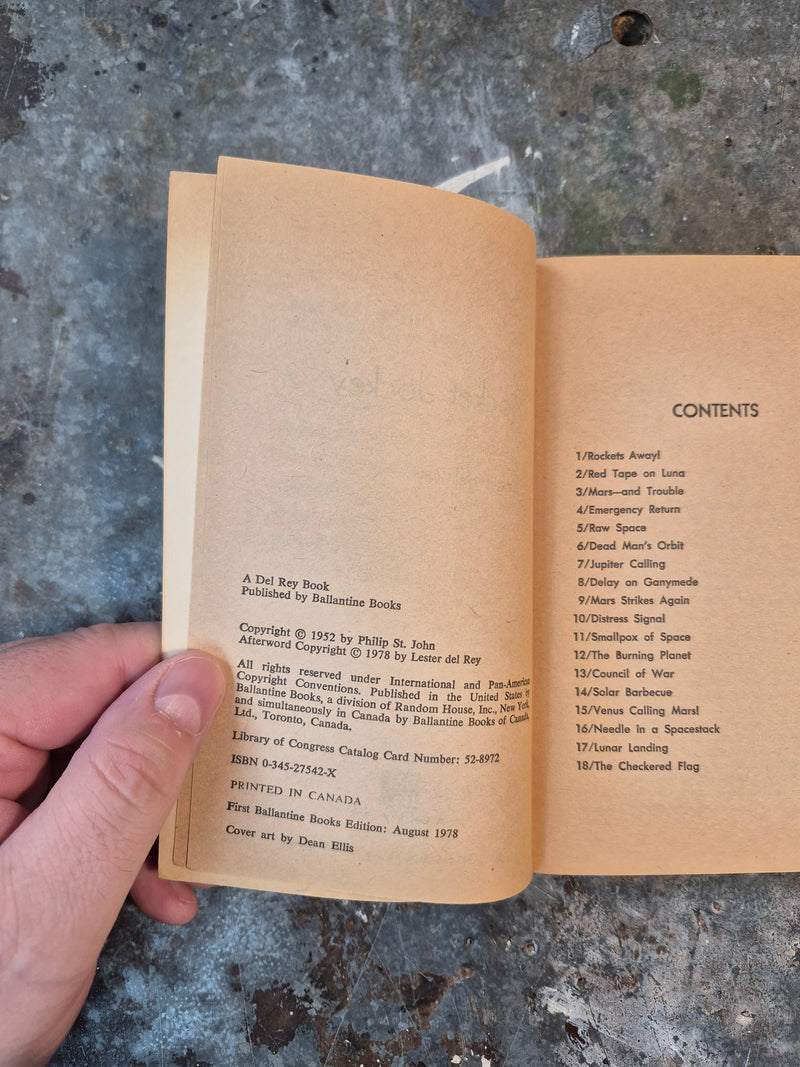 A Del Rey Book
Published by Ballantine Books
Copyright © 1952 by Philip St. John
Afterword Copyright © 1978 by Lester del Rey
All rights reserved under International and Pan-American
Copyright Conventions. Published in the United States by
Ballantine Books, a division of Random House, Inc., New York,
and simultaneously in Canada by Ballantine Books of Canada,
Ltd., Toronto, Canada.
Library of Congress Catalog Card Number: 52-8972
ISBN 0-345-27542-X
PRINTED IN CANADA
First Ballantine Books Edition: August 1978
Cover art by Dean Ellis
CONTENTS
1/Rockets Away!
2/Red Tape on Luna
3/Mars—and Trouble
4/Emergency Return
5/Raw Space
6/Dead Man's Orbit
7/Jupiter Calling
8/Delay on Ganymede
9/Mars Strikes Again
10/Distress Signal
11/Smallpox of Space
12/The Burning Planet
13/Council of War
14/Solar Barbecue
15/Venus Calling Mars!
16/Needle in a Spacestack
17/Lunar Landing
18/The Checkered Flag